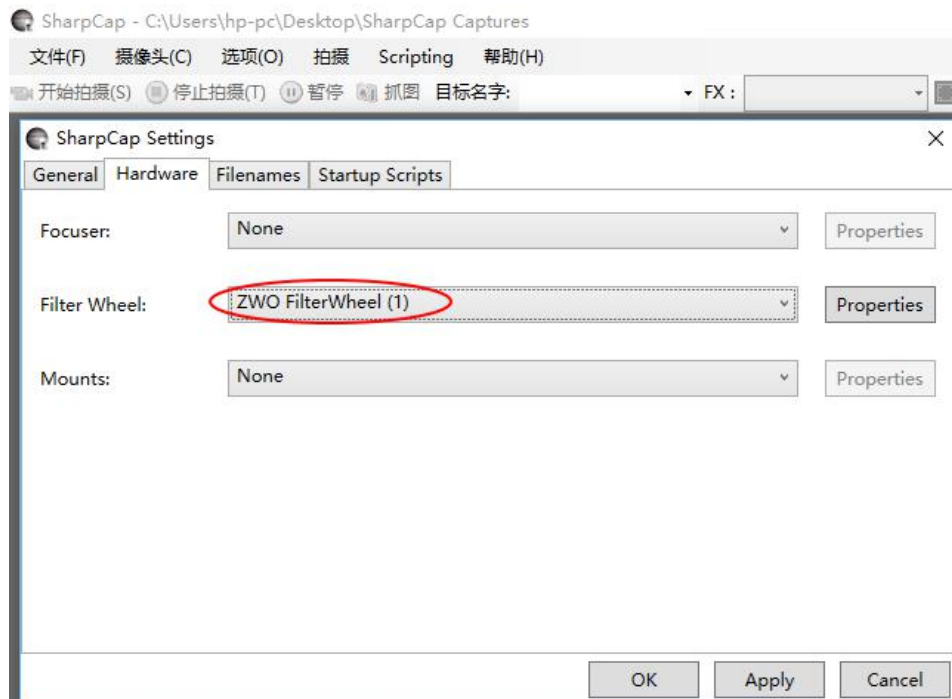 SharpCap - C:\Users\hp-pc\Desktop\SharpCap Captures
文件(F) 摄像头(C) 选项(O) 拍摄 Scripting 帮助(H)
开始拍摄(S) 停止拍摄(T) 暂停 抓图 目标名字: FX :
SharpCap Settings
General Hardware Filenames Startup Scripts
Focuser: None Properties
Filter Wheel: ZWO FilterWheel (1) Properties
Mounts: None Properties
OK Apply Cancel